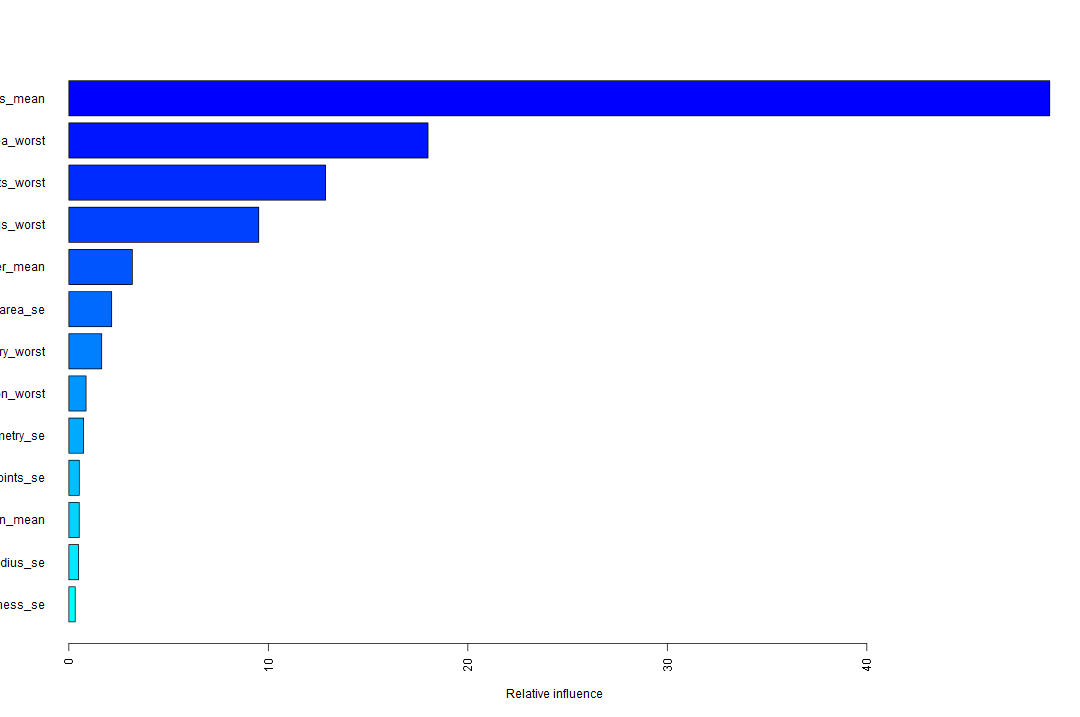 s_mean
a_worst
ts_worst
s_worst
er_mean
area_se
ry_worst
on_worst
metry_se
oints_se
n_mean
dius_se
ness_se
0 10 20 30 40
Relative influence